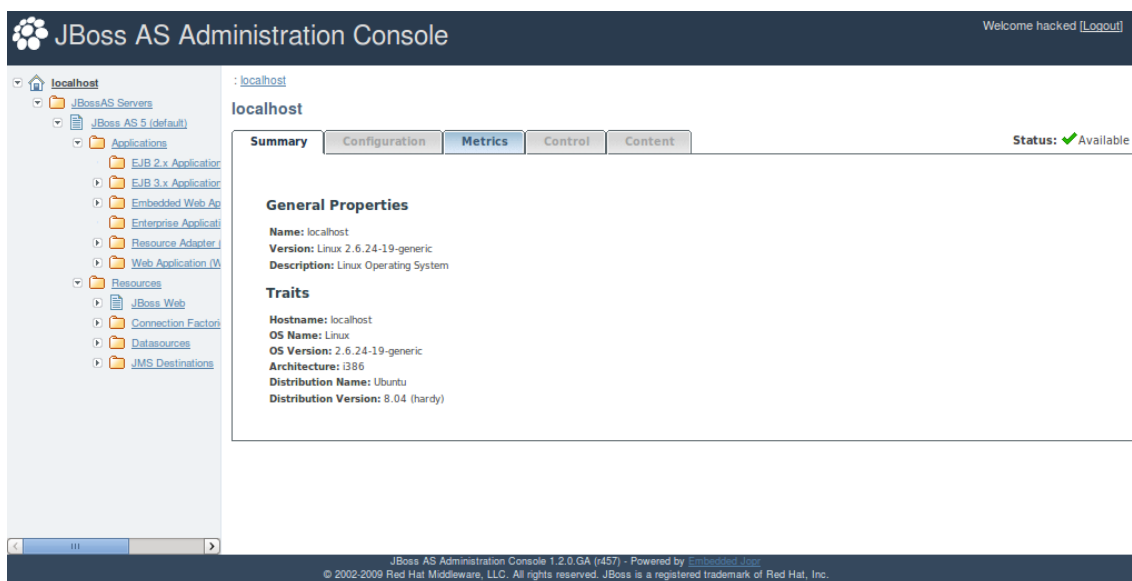 JBoss AS Administration Console
Welcome hacked [Logout]
localhost
JBossAS Servers
JBoss AS 5 (default)
Applications
EJB 2.x Application
EJB 3.x Application
Embedded Web Ap
Enterprise Applicati
Resource Adapter (
Web Application (W
Resources
JBoss Web
Connection Factori
Datasources
JMS Destinations
: localhost
localhost
Summary
Configuration
Metrics
Control
Content
Status: Available
General Properties
Name: localhost
Version: Linux 2.6.24-19-generic
Description: Linux Operating System
Traits
Hostname: localhost
OS Name: Linux
OS Version: 2.6.24-19-generic
Architecture: i386
Distribution Name: Ubuntu
Distribution Version: 8.04 (hardy)
JBoss AS Administration Console 1.2.0.GA (r457) - Powered by Embedded Jopr
© 2002-2009 Red Hat Middleware, LLC. All rights reserved. JBoss is a registered trademark of Red Hat, Inc.